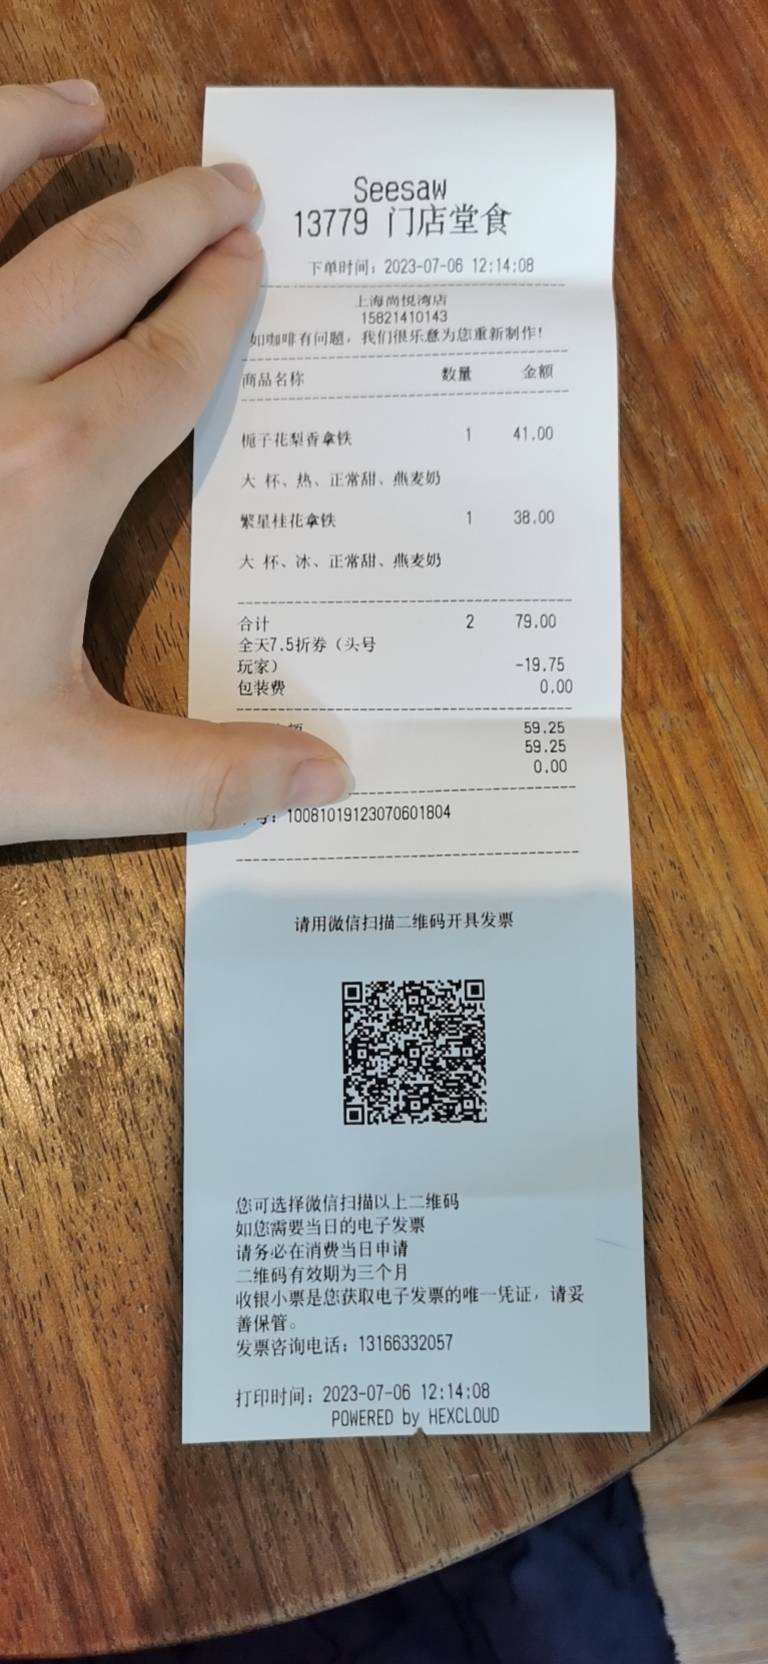 Seesaw
13779 门店堂食
下单时间：2023-07-06 12:14:08
上海尚悦湾店
15821410143
如咖啡有问题，我们很乐意为您重新制作！
商品名称 数量 金额
栀子花梨香拿铁 1 41.00
大 杯、热、正常甜、燕麦奶
繁星桂花拿铁 1 38.00
大 杯、冰、正常甜、燕麦奶
合计 2 79.00
全天7.5折券（头号
玩家） -19.75
包装费 0.00
额 59.25
59.25
0.00
号：10081019123070601804
请用微信扫描二维码开具发票
您可选择微信扫描以上二维码
如您需要当日的电子发票
请务必在消费当日申请
二维码有效期为三个月
收银小票是您获取电子发票的唯一凭证，请妥
善保管。
发票咨询电话：13166332057
打印时间：2023-07-06 12:14:08
POWERED by HEXCLOUD